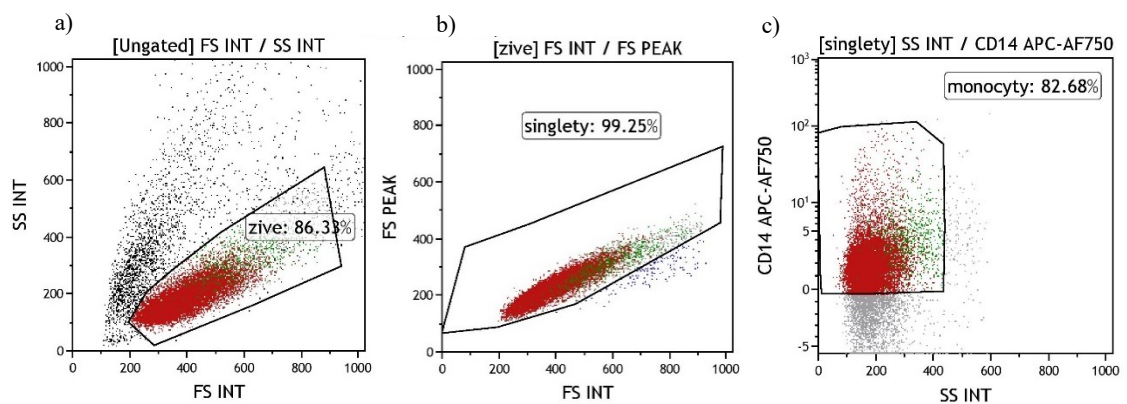 a)
[Ungated] FS INT / SS INT
1000
800
600
400
200
0
SS INT
zive: 86.33%
0 200 400 600 800 1000
FS INT
b)
[zive] FS INT / FS PEAK
1000
800
600
400
200
0
FS PEAK
singlety: 99.25%
0 200 400 600 800 1000
FS INT
c)
[singlety] SS INT / CD14 APC-AF750
10³
10²
10¹
5
0
-5
CD14 APC-AF750
monocyty: 82.68%
0 200 400 600 800 1000
SS INT